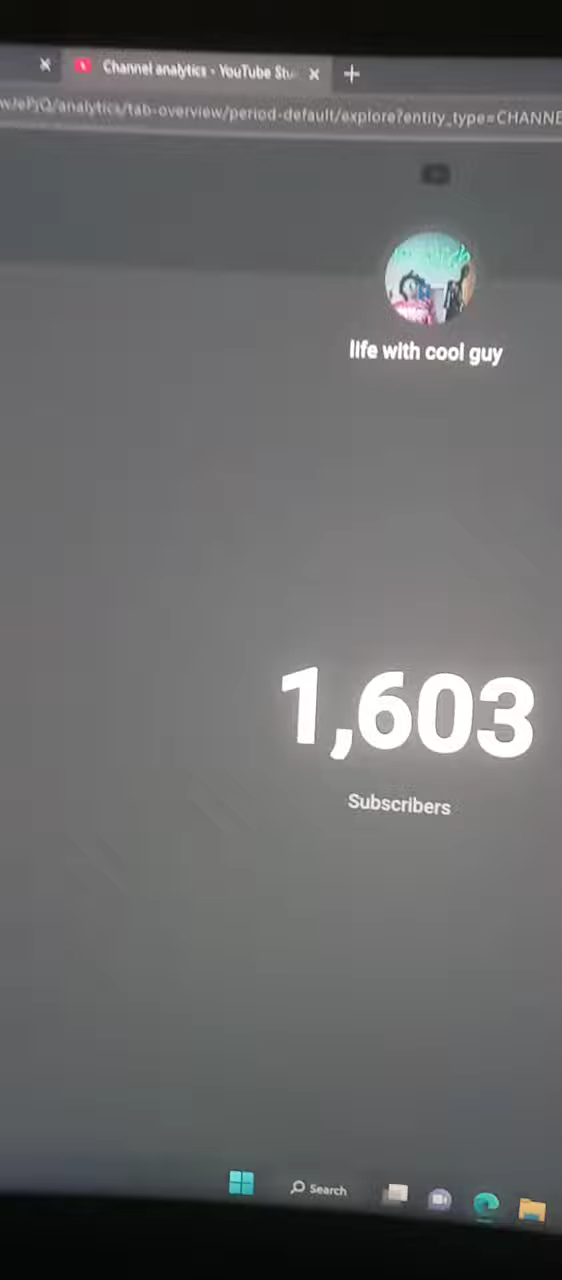 Channel analytics - YouTube Stu
/analytics/tab-overview/period-default/explore?entity_type=CHANNE
life with cool guy
1,603
Subscribers
Search